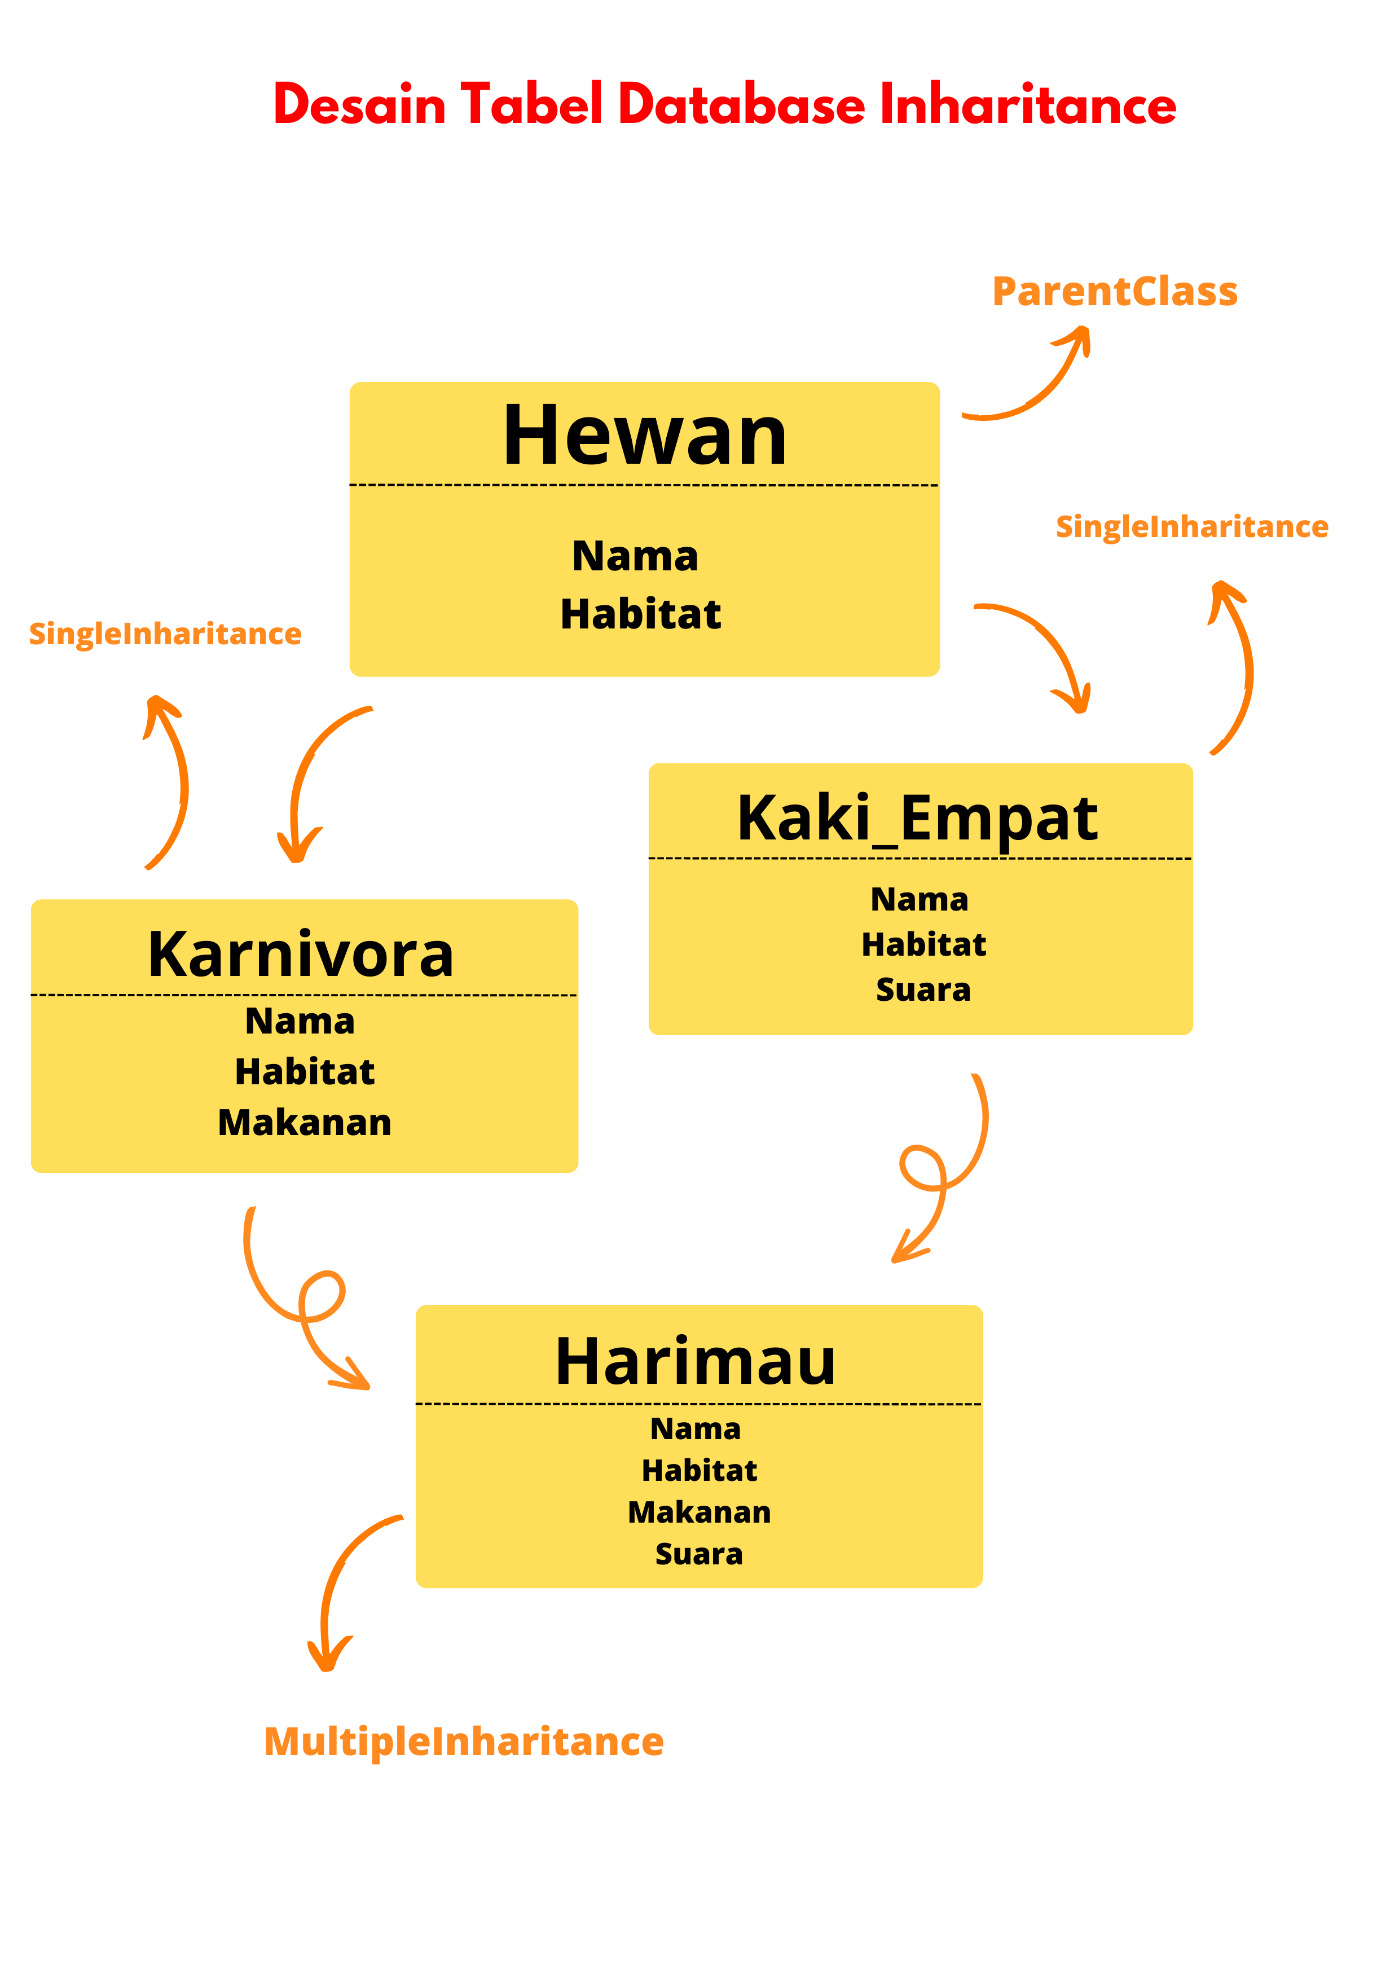 Desain Tabel Database Inharitance
ParentClass
Hewan
Nama
Habitat
SingleInharitance
SingleInharitance
Kaki_Empat
Nama
Habitat
Suara
Karnivora
Nama
Habitat
Makanan
Harimau
Nama
Habitat
Makanan
Suara
MultipleInharitance